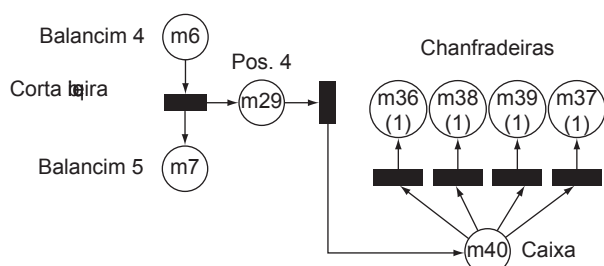 Balancim 4
m6
Pos. 4
Chanfradeiras
Corta
m29
m36
(1)
m38
(1)
m39
(1)
m37
(1)
Balancim 5
m7
m40
Caixa